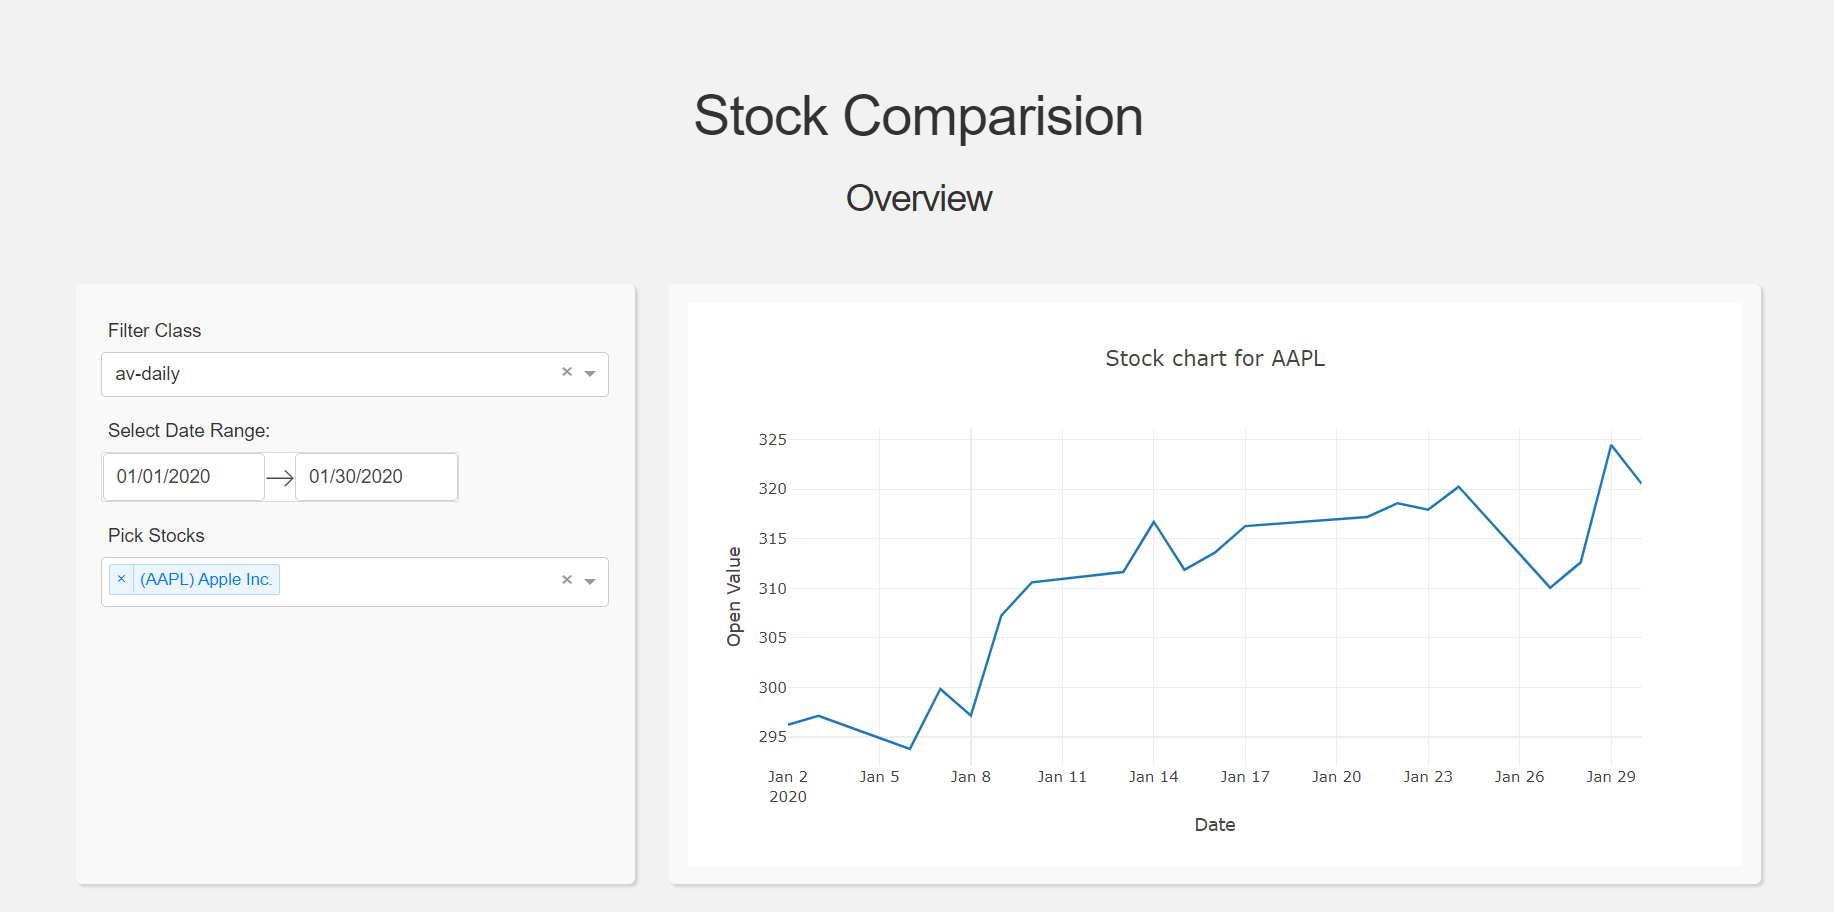 Stock Comparision
Overview
Filter Class
av-daily
Select Date Range:
01/01/2020 → 01/30/2020
Pick Stocks
× (AAPL) Apple Inc.
Stock chart for AAPL
325
320
315
310
305
300
295
Open Value
Jan 2 Jan 5 Jan 8 Jan 11 Jan 14 Jan 17 Jan 20 Jan 23 Jan 26 Jan 29
2020
Date